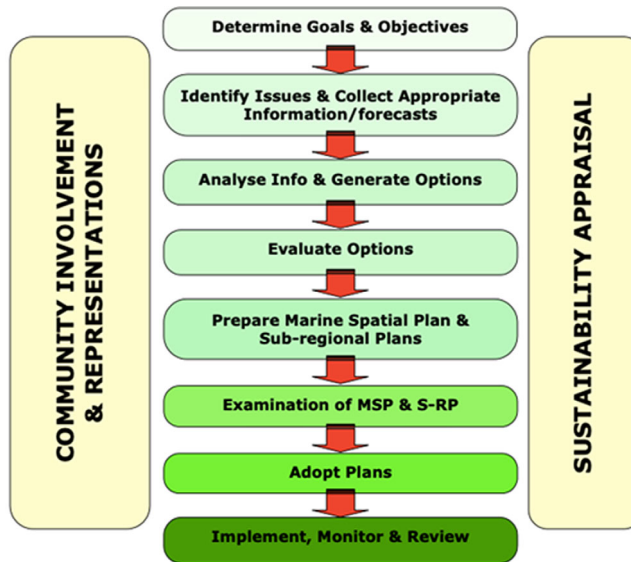 COMMUNITY INVOLVEMENT
& REPRESENTATIONS
Determine Goals & Objectives
Identify Issues & Collect Appropriate
Information/forecasts
Analyse Info & Generate Options
Evaluate Options
Prepare Marine Spatial Plan &
Sub-regional Plans
Examination of MSP & S-RP
Adopt Plans
Implement, Monitor & Review
SUSTAINABILITY APPRAISAL